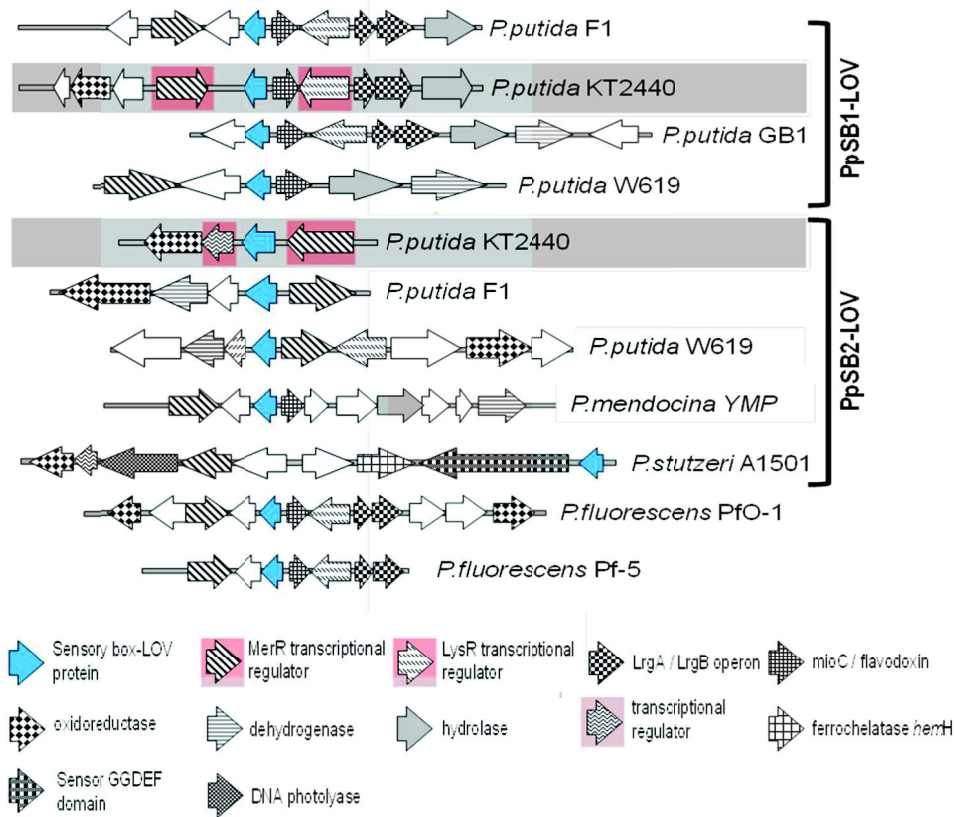 P.putida F1
P.putida KT2440
P.putida GB1
P.putida W619
PpSB1-LOV
P.putida KT2440
P.putida F1
P.putida W619
P.mendocina YMP
P.stutzeri A1501
PpSB2-LOV
P.fluorescens PfO-1
P.fluorescens Pf-5
Sensory box-LOV
protein
MerR transcriptional
regulator
LysR transcriptional
regulator
LrgA / LrgB operon
mioC / flavodoxin
oxidoreductase
dehydrogenase
hydrolase
transcriptional
regulator
ferrochelatase hemH
Sensor GGDEF
domain
DNA photolyase